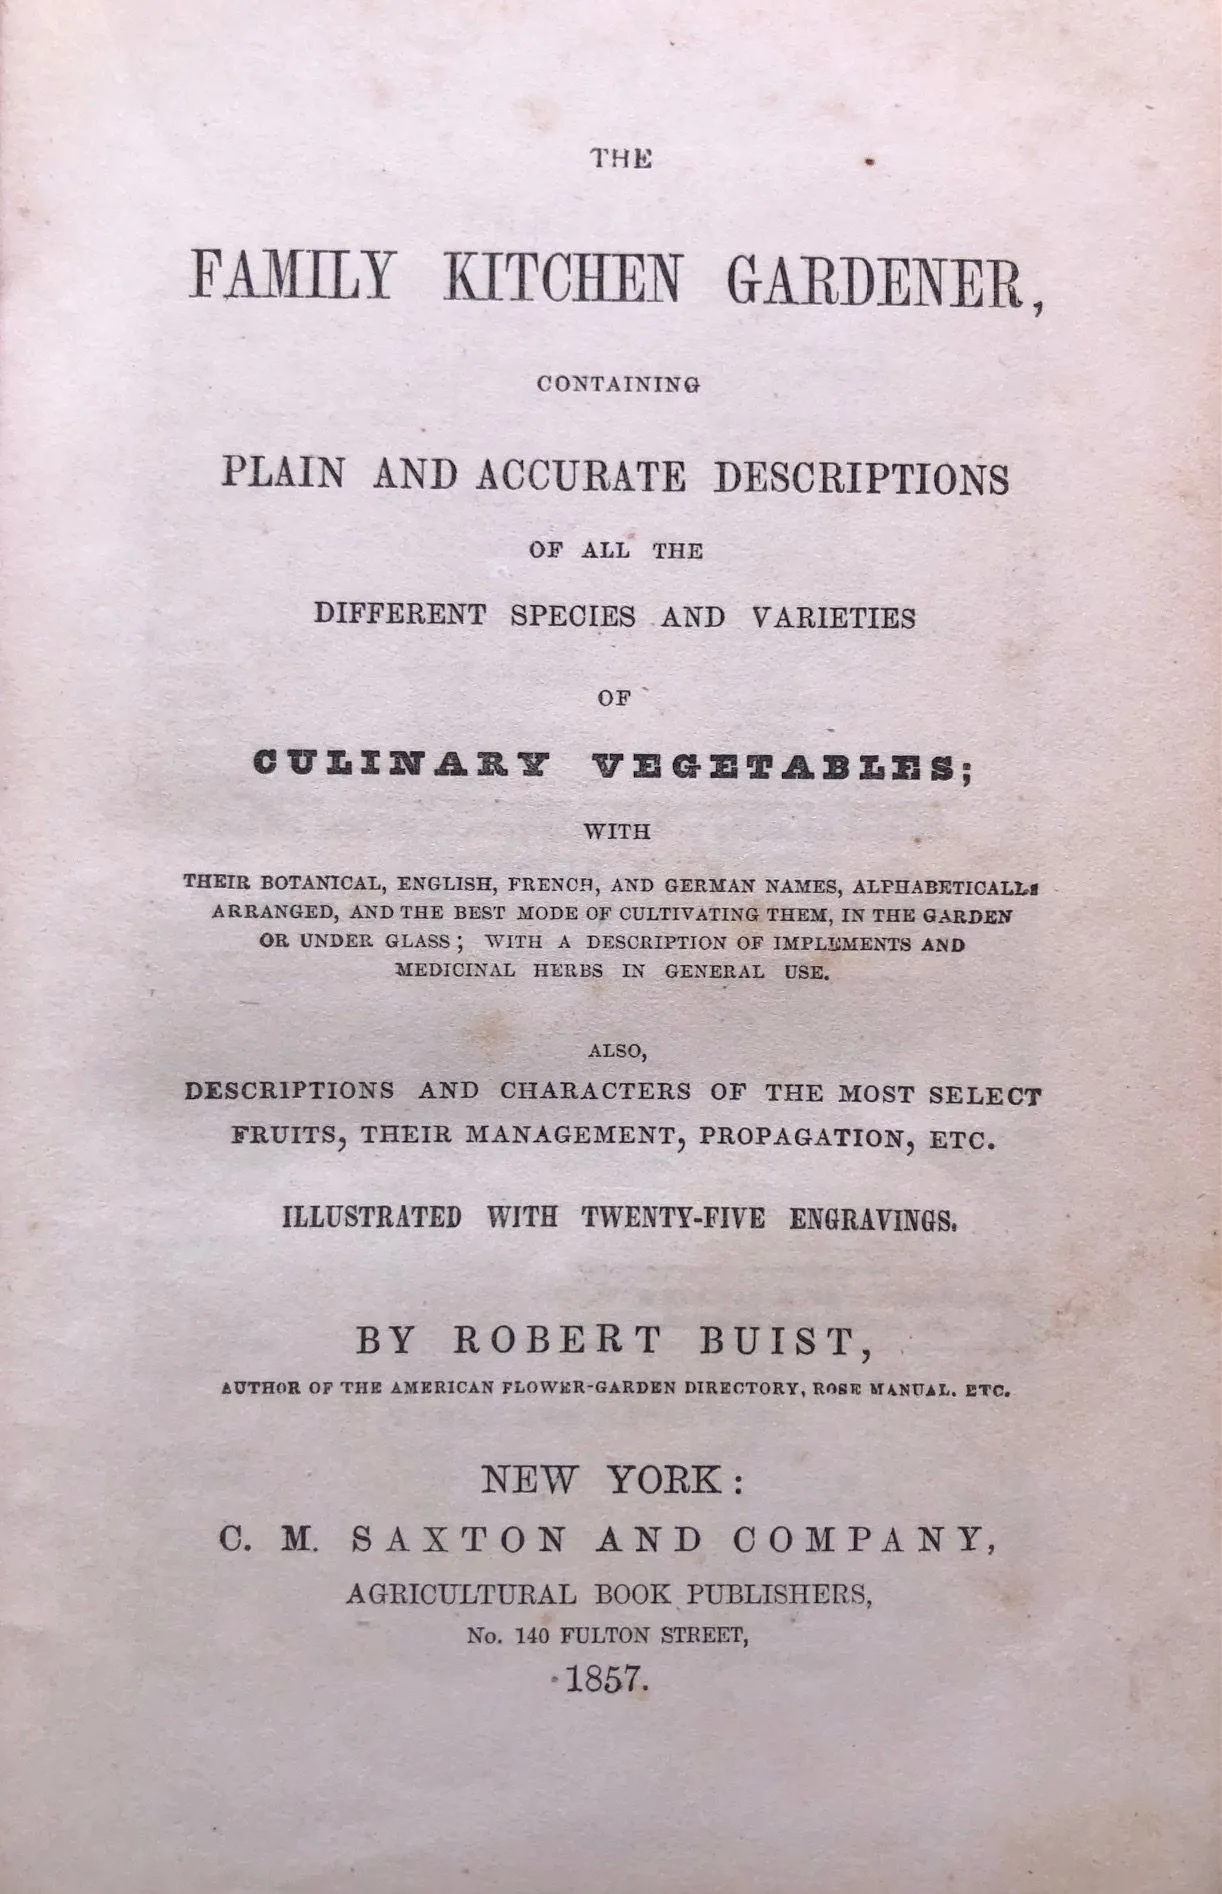 THE
FAMILY KITCHEN GARDENER,
CONTAINING
PLAIN AND ACCURATE DESCRIPTIONS
OF ALL THE
DIFFERENT SPECIES AND VARIETIES
OF
CULINARY VEGETABLES;
WITH
THEIR BOTANICAL, ENGLISH, FRENCH, AND GERMAN NAMES, ALPHABETICALLY
ARRANGED, AND THE BEST MODE OF CULTIVATING THEM, IN THE GARDEN
OR UNDER GLASS; WITH A DESCRIPTION OF IMPLEMENTS AND
MEDICINAL HERBS IN GENERAL USE.
ALSO,
DESCRIPTIONS AND CHARACTERS OF THE MOST SELECT
FRUITS, THEIR MANAGEMENT, PROPAGATION, ETC.
ILLUSTRATED WITH TWENTY-FIVE ENGRAVINGS.
BY ROBERT BUIST,
AUTHOR OF THE AMERICAN FLOWER-GARDEN DIRECTORY, ROSE MANUAL. ETC.
NEW YORK:
C. M. SAXTON AND COMPANY,
AGRICULTURAL BOOK PUBLISHERS,
No. 140 FULTON STREET,
1857.